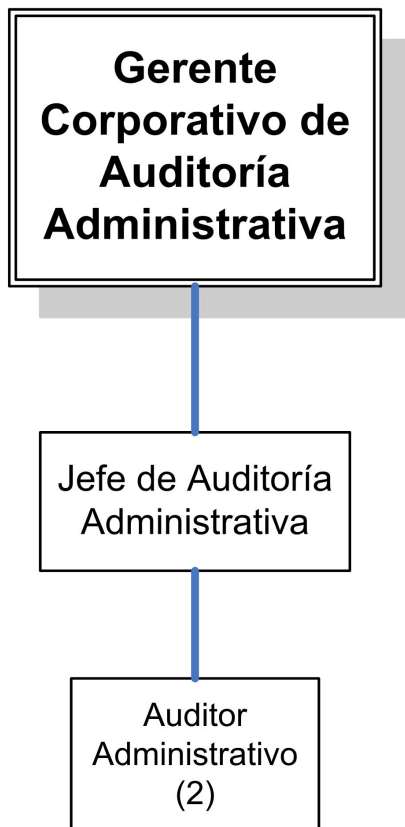 Gerente
Corporativo de
Auditoría
Administrativa
Jefe de Auditoría
Administrativa
Auditor
Administrativo
(2)